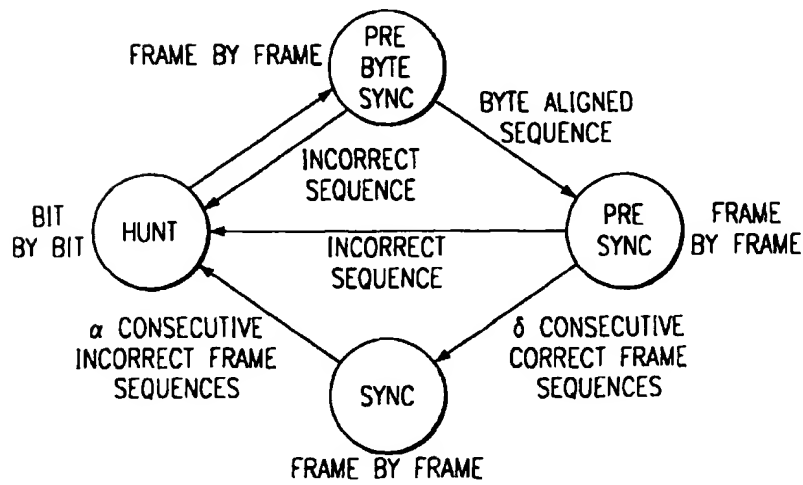 FRAME BY FRAME
PRE
BYTE
SYNC
BYTE ALIGNED
SEQUENCE
INCORRECT
SEQUENCE
BIT
BY BIT
HUNT
PRE
SYNC
FRAME
BY FRAME
INCORRECT
SEQUENCE
α CONSECUTIVE
INCORRECT FRAME
SEQUENCES
δ CONSECUTIVE
CORRECT FRAME
SEQUENCES
SYNC
FRAME BY FRAME